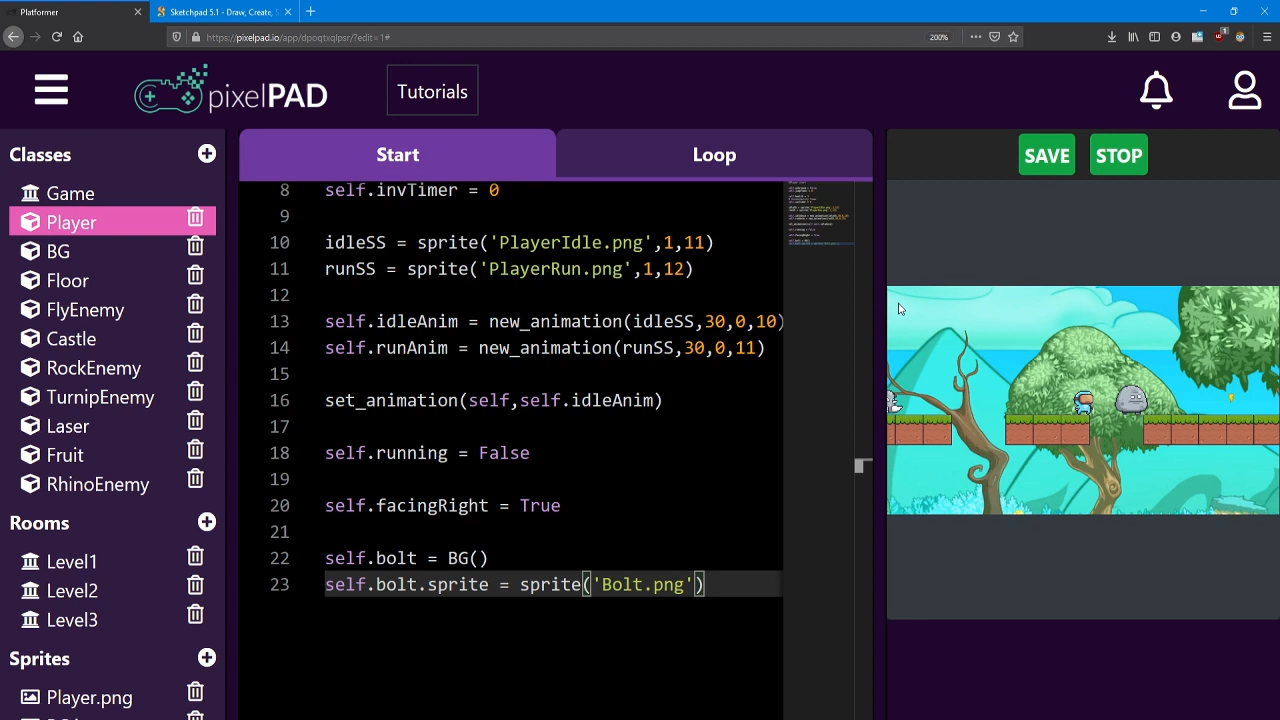 Platformer
Sketchpad 5.1 - Draw, Create, S
https://pixelpad.io/app/dpoqtxqlpsr/?edit=1#
200%
1
pixelPAD
Tutorials
Classes
Game
Player
BG
Floor
FlyEnemy
Castle
RockEnemy
TurnipEnemy
Laser
Fruit
RhinoEnemy
Rooms
Level1
Level2
Level3
Sprites
Player.png
Start
Loop
8 self.invTimer = 0
9
10 idleSS = sprite('PlayerIdle.png',1,11)
11 runSS = sprite('PlayerRun.png',1,12)
12
13 self.idleAnim = new_animation(idleSS,30,0,10)
14 self.runAnim = new_animation(runSS,30,0,11)
15
16 set_animation(self,self.idleAnim)
17
18 self.running = False
19
20 self.facingRight = True
21
22 self.bolt = BG()
23 self.bolt.sprite = sprite('Bolt.png')
SAVE
STOP